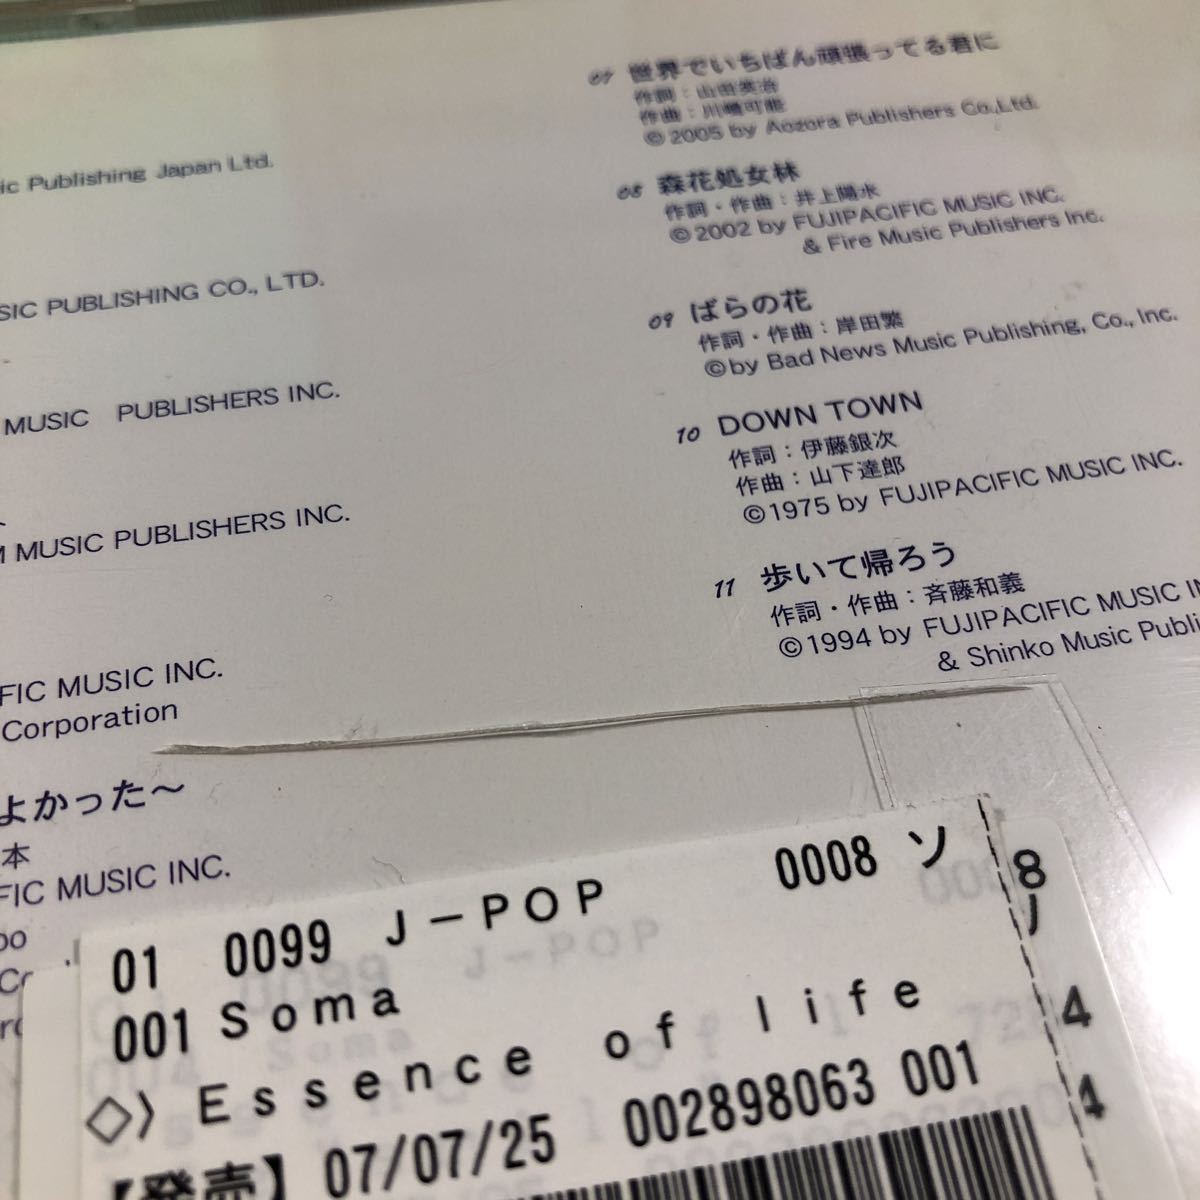 ic Publishing Japan Ltd.
SIC PUBLISHING CO., LTD.
MUSIC PUBLISHERS INC.
M MUSIC PUBLISHERS INC.
FIC MUSIC INC.
Corporation
よかった〜
本
FIC MUSIC INC.
07 世界でいちばん頑張ってる君に
作詞：山田英治
作曲：川嶋可能
©2005 by Aozora Publishers Co.,Ltd.
08 森花処女林
作詞・作曲：井上陽水
©2002 by FUJIPACIFIC MUSIC INC.
& Fire Music Publishers Inc.
09 ばらの花
作詞・作曲：岸田繁
©by Bad News Music Publishing, Co., Inc.
10 DOWN TOWN
作詞：伊藤銀次
作曲：山下達郎
©1975 by FUJIPACIFIC MUSIC INC.
11 歩いて帰ろう
作詞・作曲：斉藤和義
©1994 by FUJIPACIFIC MUSIC IN
& Shinko Music Publi
01 0099 J－POP 0008 ソ
001 Soma
◇〉Essence of life
【発売】07/07/25 002898063 001
8
4
4